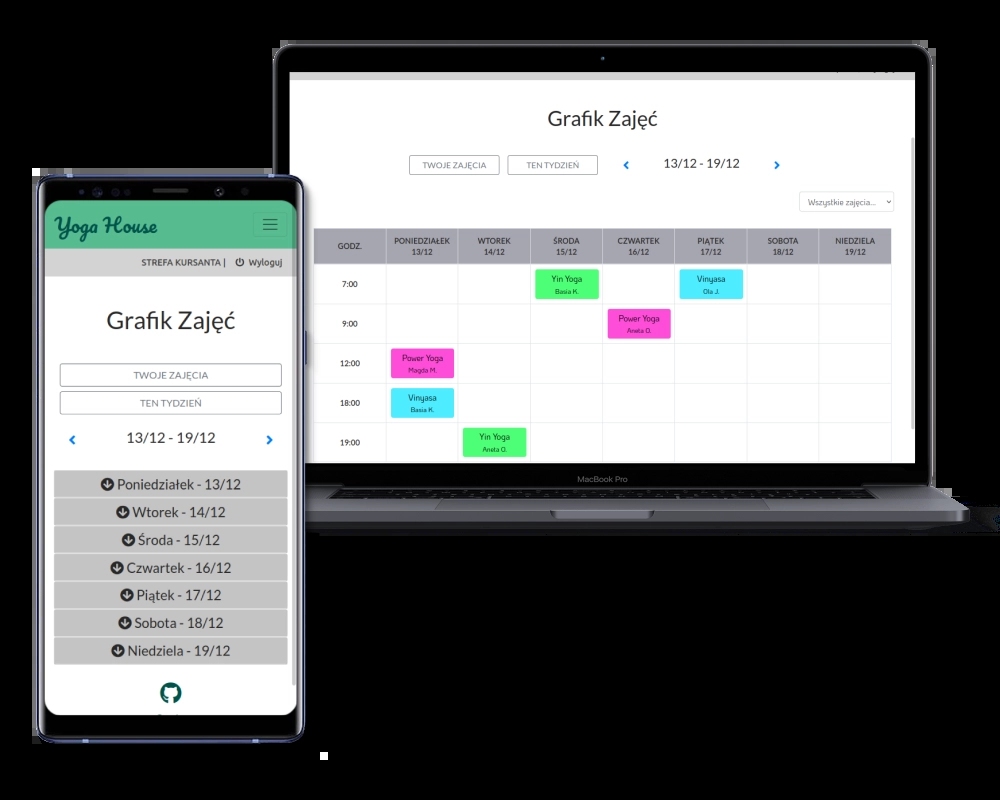 Grafik Zajęć
TWOJE ZAJĘCIA
TEN TYDZIEŃ
13/12 - 19/12
Wszystkie zajęcia...
GODZ. PONIEDZIAŁEK WTOREK ŚRODA CZWARTEK PIĄTEK SOBOTA NIEDZIELA
13/12 14/12 15/12 16/12 17/12 18/12 19/12
7:00
Yin Yoga
Basia K.
Vinyasa
Ola J.
9:00
Power Yoga
Aneta O.
12:00
Power Yoga
Magda M.
18:00
Vinyasa
Basia K.
19:00
Yin Yoga
Aneta O.
MacBook Pro
Yoga House
STREFA KURSANTA | Wyloguj
Grafik Zajęć
TWOJE ZAJĘCIA
TEN TYDZIEŃ
13/12 - 19/12
Poniedziałek - 13/12
Wtorek - 14/12
Środa - 15/12
Czwartek - 16/12
Piątek - 17/12
Sobota - 18/12
Niedziela - 19/12